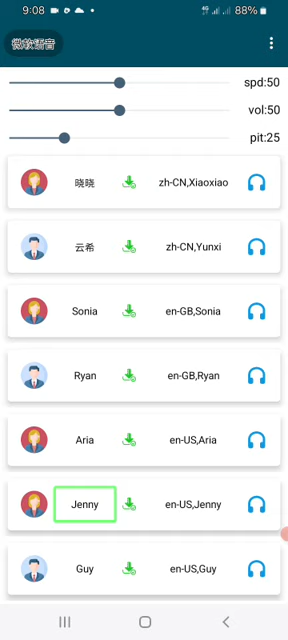 9:08 88%
微软语音
spd:50
vol:50
pit:25
晓晓 zh-CN,Xiaoxiao
云希 zh-CN,Yunxi
Sonia en-GB,Sonia
Ryan en-GB,Ryan
Aria en-US,Aria
Jenny en-US,Jenny
Guy en-US,Guy